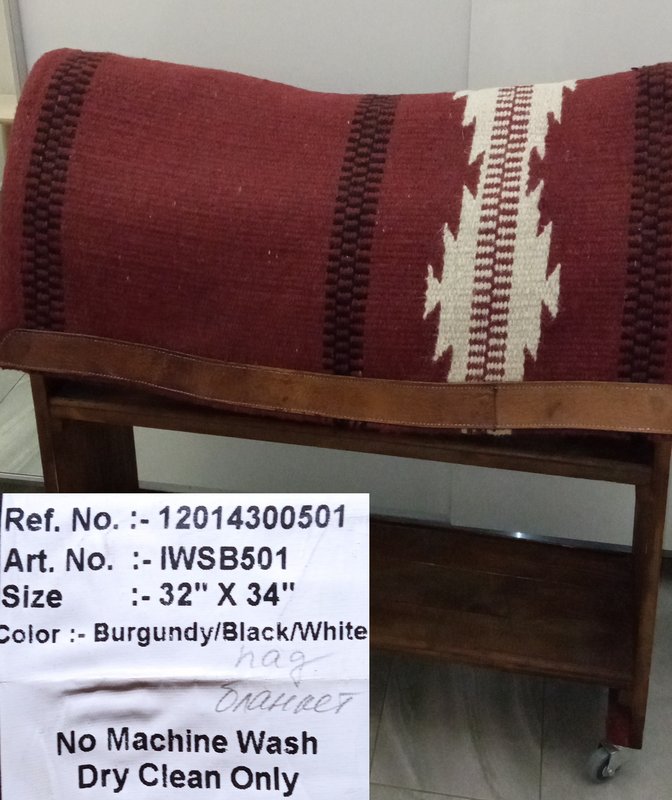 Ref. No. :- 12014300501
Art. No. :- IWSB501
Size :- 32" X 34"
Color :- Burgundy/Black/White
пад
бланкет
No Machine Wash
Dry Clean Only